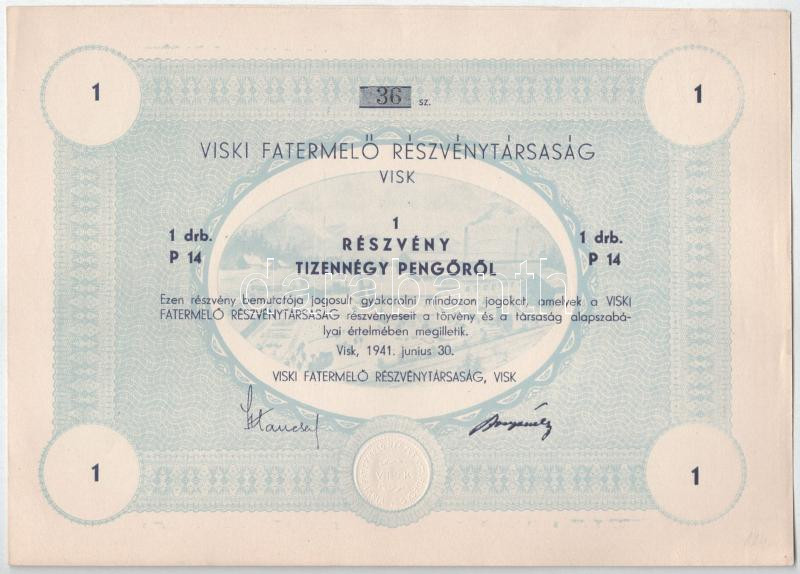 1
1
36 sz.
VISKI FATERMELŐ RÉSZVÉNYTÁRSASÁG
VISK
1
1 drb. RÉSZVÉNY 1 drb.
P 14 TIZENNÉGY PENGŐRŐL P 14
darabanth
Ezen részvény bemutatója jogosult gyakorolni mindazon jogokat, amelyek a VISKI
FATERMELŐ RÉSZVÉNYTÁRSASÁG részvényeseit a törvény és a társaság alapszabá-
lyai értelmében megilletik.
Visk, 1941. junius 30.
VISKI FATERMELŐ RÉSZVÉNYTÁRSASÁG, VISK
1
VISK
1